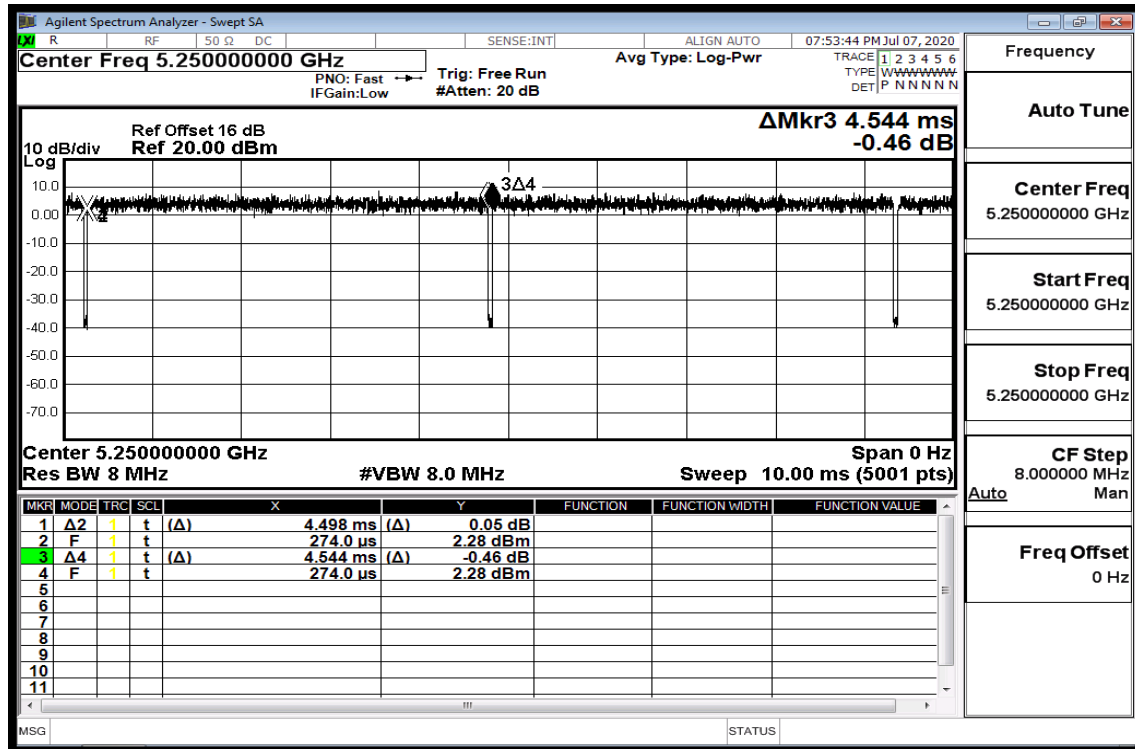 Agilent Spectrum Analyzer - Swept SA
LXI R RF 50 Ω DC SENSE:INT ALIGN AUTO 07:53:44 PM Jul 07, 2020
Center Freq 5.250000000 GHz
PNO: Fast
IFGain:Low
Trig: Free Run
#Atten: 20 dB
Avg Type: Log-Pwr
TRACE 1 2 3 4 5 6
TYPE WWWWWWW
DET P N N N N N
Ref Offset 16 dB
10 dB/div Ref 20.00 dBm
Log
ΔMkr3 4.544 ms
-0.46 dB
3Δ4
10.0
0.00
-10.0
-20.0
-30.0
-40.0
-50.0
-60.0
-70.0
Center 5.250000000 GHz Span 0 Hz
Res BW 8 MHz #VBW 8.0 MHz Sweep 10.00 ms (5001 pts)
MKR MODE TRC SCL X Y FUNCTION FUNCTION WIDTH FUNCTION VALUE
1 Δ2 1 t (Δ) 4.498 ms (Δ) 0.05 dB
2 F 1 t 274.0 µs 2.28 dBm
3 Δ4 1 t (Δ) 4.544 ms (Δ) -0.46 dB
4 F 1 t 274.0 µs 2.28 dBm
5
6
7
8
9
10
11
MSG STATUS
Frequency
Auto Tune
Center Freq
5.250000000 GHz
Start Freq
5.250000000 GHz
Stop Freq
5.250000000 GHz
CF Step
8.000000 MHz
Auto Man
Freq Offset
0 Hz